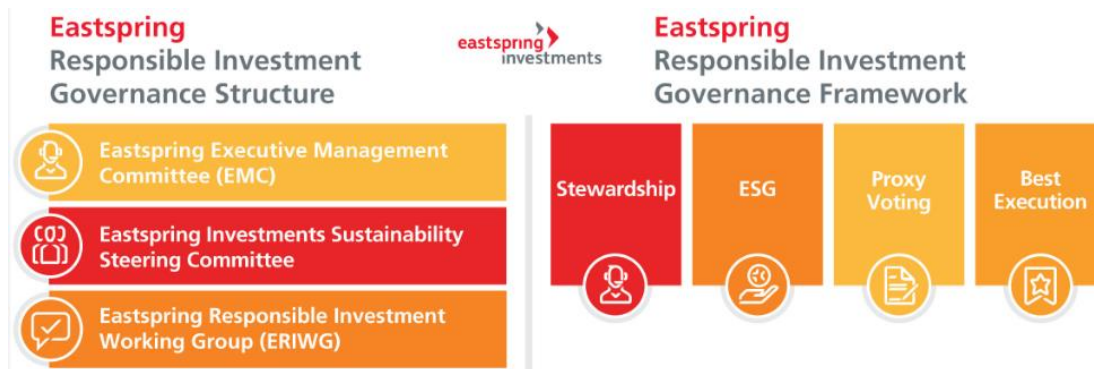 Eastspring
Responsible Investment
Governance Structure
eastspring
investments
Eastspring
Responsible Investment
Governance Framework
Eastspring Executive Management
Committee (EMC)
Eastspring Investments Sustainability
Steering Committee
Eastspring Responsible Investment
Working Group (ERIWG)
Stewardship
ESG
Proxy
Voting
Best
Execution